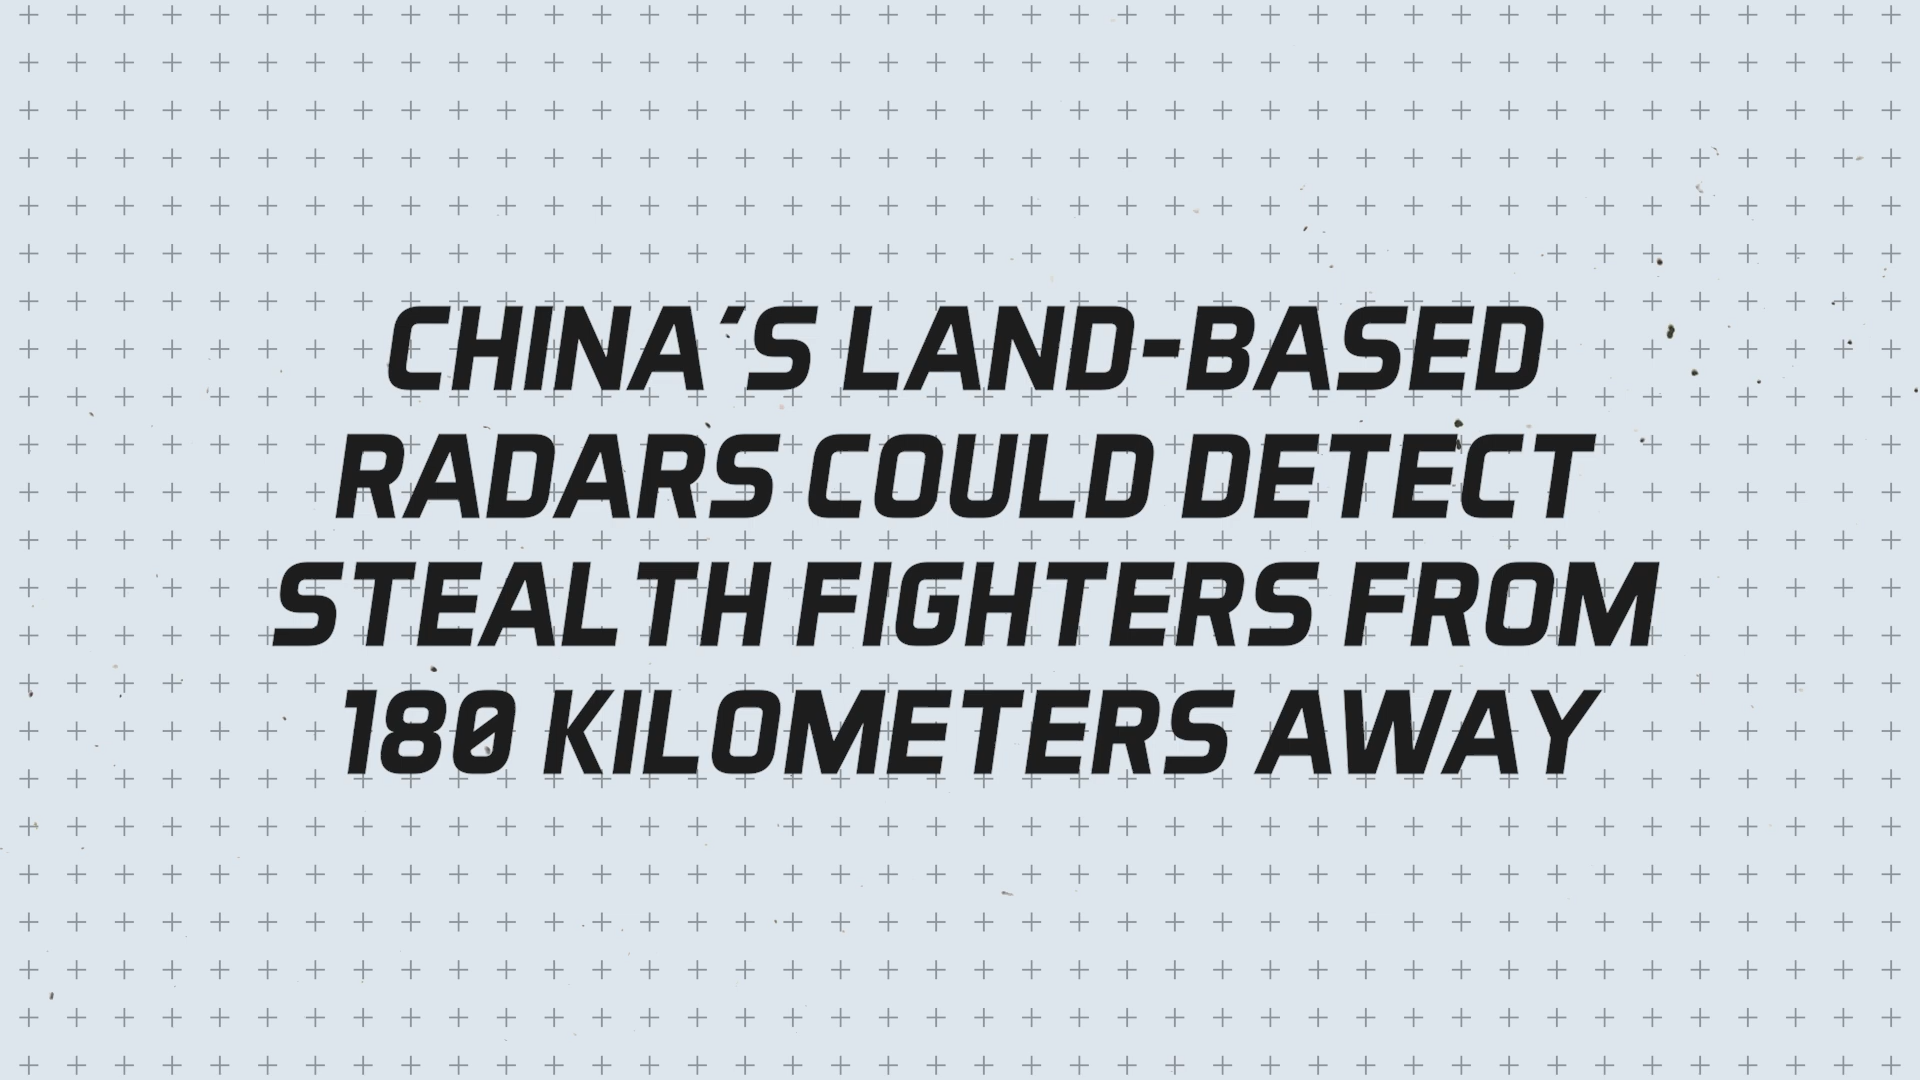 CHINA'S LAND-BASED
RADARS COULD DETECT
STEALTH FIGHTERS FROM
180 KILOMETERS AWAY